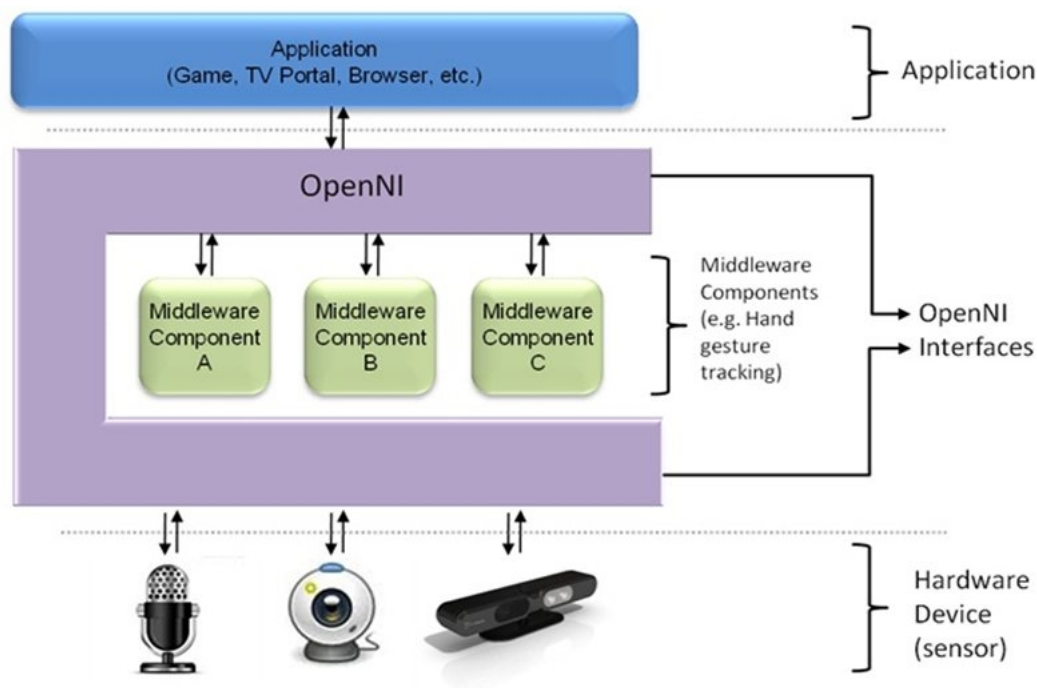 Application
(Game, TV Portal, Browser, etc.)
Application
OpenNI
Middleware
Component
A
Middleware
Component
B
Middleware
Component
C
Middleware
Components
(e.g. Hand
gesture
tracking)
OpenNI
Interfaces
Hardware
Device
(sensor)